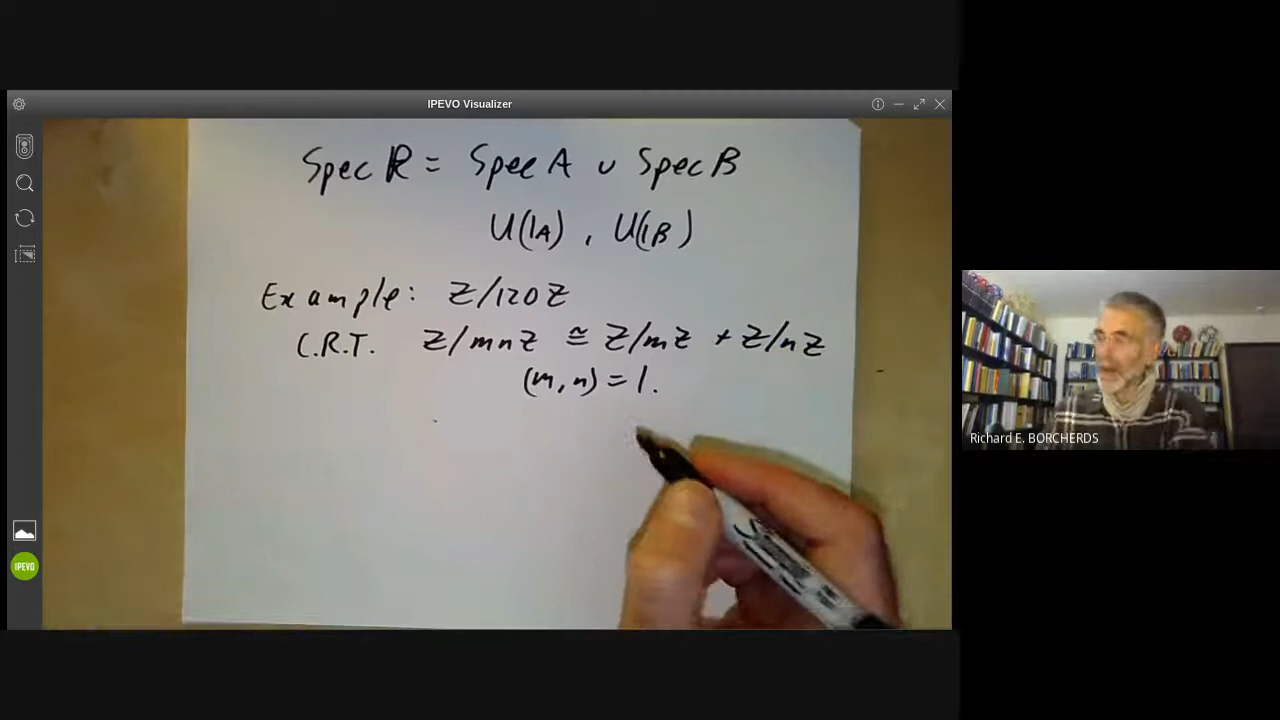 IPEVO Visualizer
Spec R = Spec A ∪ Spec B
U(1A) , U(1B)
Example: Z/120Z
C.R.T. Z/mnZ ≅ Z/mZ + Z/nZ
(m, n) = 1.
Richard E. BORCHERDS
IPEVO